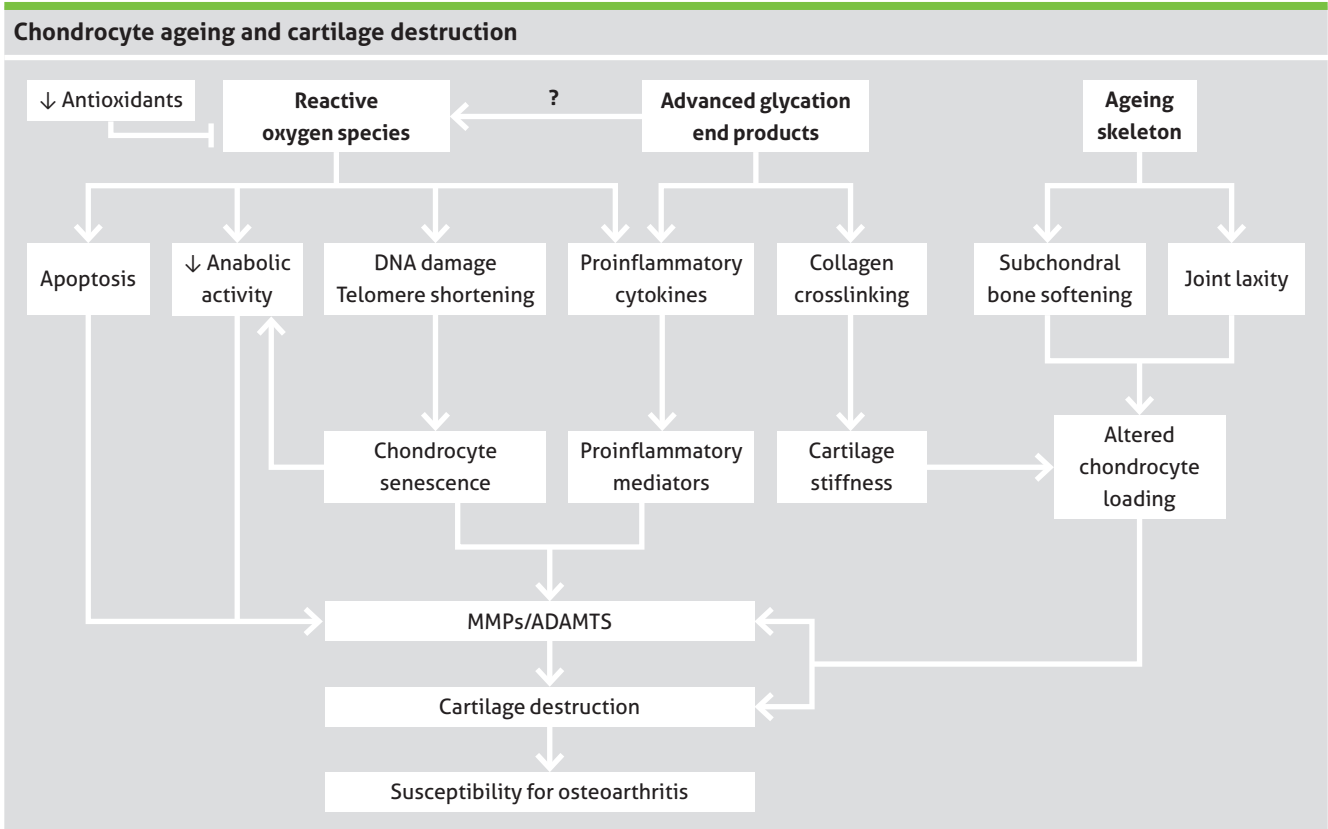 Chondrocyte ageing and cartilage destruction
↓ Antioxidants
Reactive
oxygen species
?
Advanced glycation
end products
Ageing
skeleton
Apoptosis
↓ Anabolic
activity
DNA damage
Telomere shortening
Proinflammatory
cytokines
Collagen
crosslinking
Subchondral
bone softening
Joint laxity
Chondrocyte
senescence
Proinflammatory
mediators
Cartilage
stiffness
Altered
chondrocyte
loading
MMPs/ADAMTS
Cartilage destruction
Susceptibility for osteoarthritis